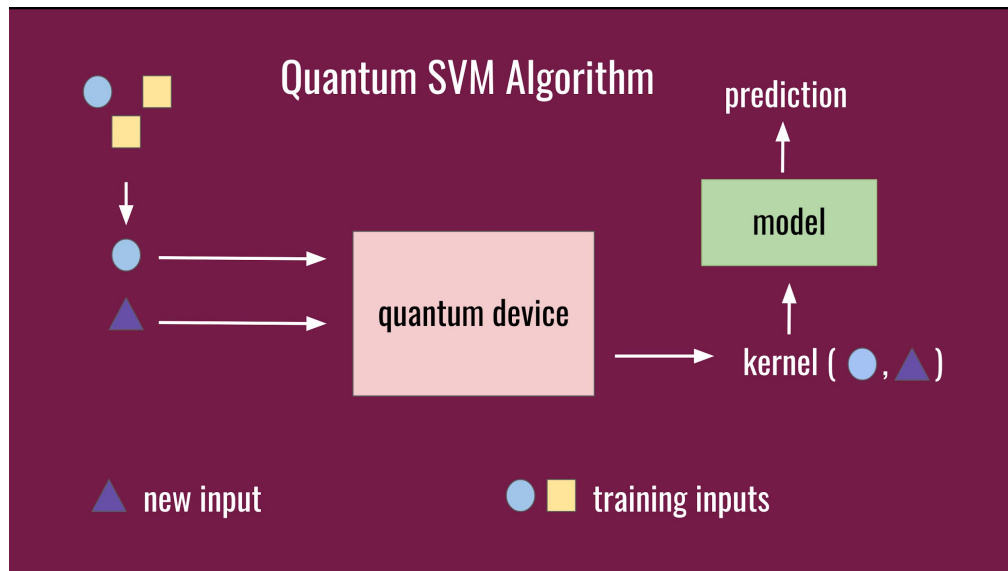 Quantum SVM Algorithm
prediction
model
quantum device
kernel ( , )
new input
training inputs